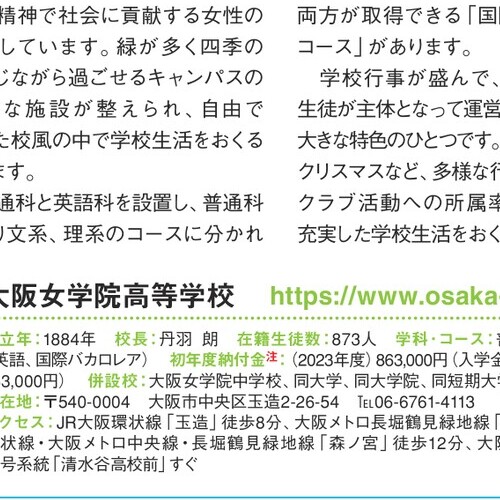 精神で社会に貢献する女性の
しています。緑が多く四季の
じながら過ごせるキャンパスの
な施設が整えられ、自由で
た校風の中で学校生活をおくる
ます。
通科と英語科を設置し、普通科
り文系、理系のコースに分かれ
両方が取得できる「国
コース」があります。
学校行事が盛んで、
生徒が主体となって運営
大きな特色のひとつです。
クリスマスなど、多様な行
クラブ活動への所属率
充実した学校生活をおく
大阪女学院高等学校 https://www.osaka-
立年：1884年 校長：丹羽 朗 在籍生徒数：873人 学科・コース：
英語、国際バカロレア） 初年度納付金注：（2023年度）863,000円（入学金
3,000円） 併設校：大阪女学院中学校、同大学、同大学院、同短期大学
在地：〒540-0004 大阪市中央区玉造2-26-54 TEL06-6761-4113
クセス：JR大阪環状線「玉造」徒歩8分、大阪メトロ長堀鶴見緑地線「
状線・大阪メトロ中央線・長堀鶴見緑地線「森ノ宮」徒歩12分、大阪
号系統「清水谷高校前」すぐ